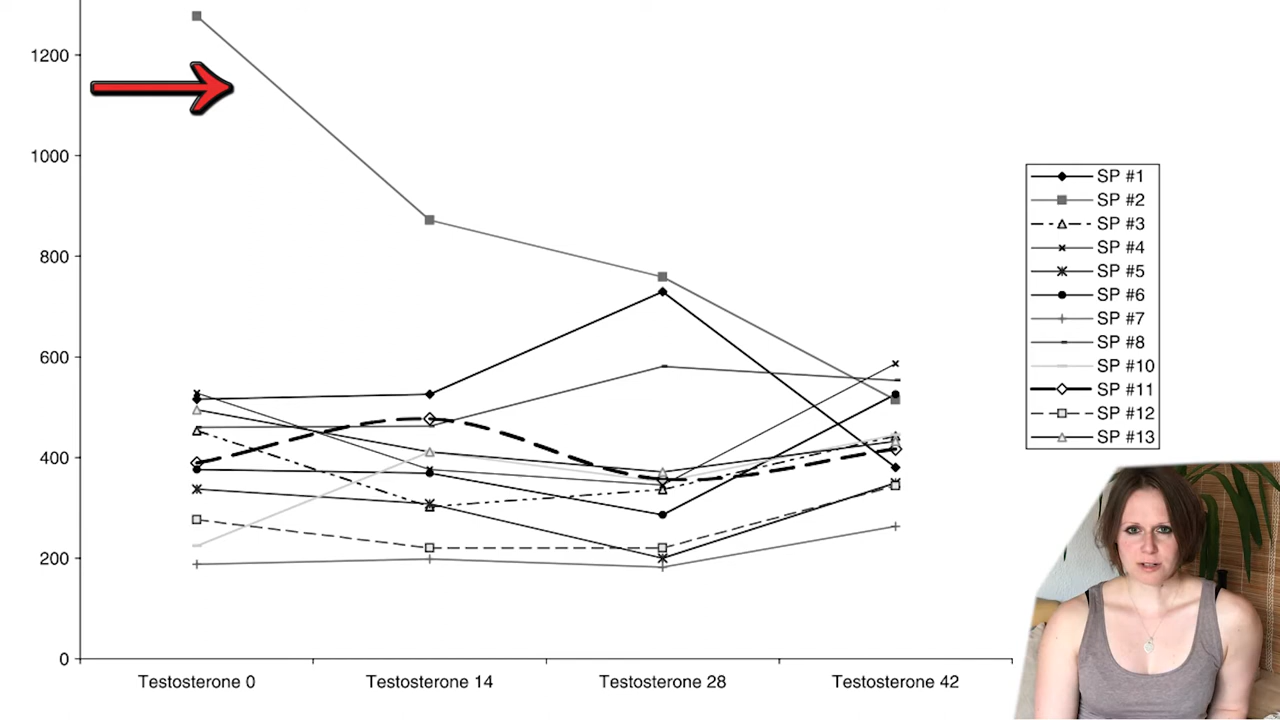 1200
1000
800
600
400
200
0
Testosterone 0
Testosterone 14
Testosterone 28
Testosterone 42
SP #1
SP #2
SP #3
SP #4
SP #5
SP #6
SP #7
SP #8
SP #10
SP #11
SP #12
SP #13